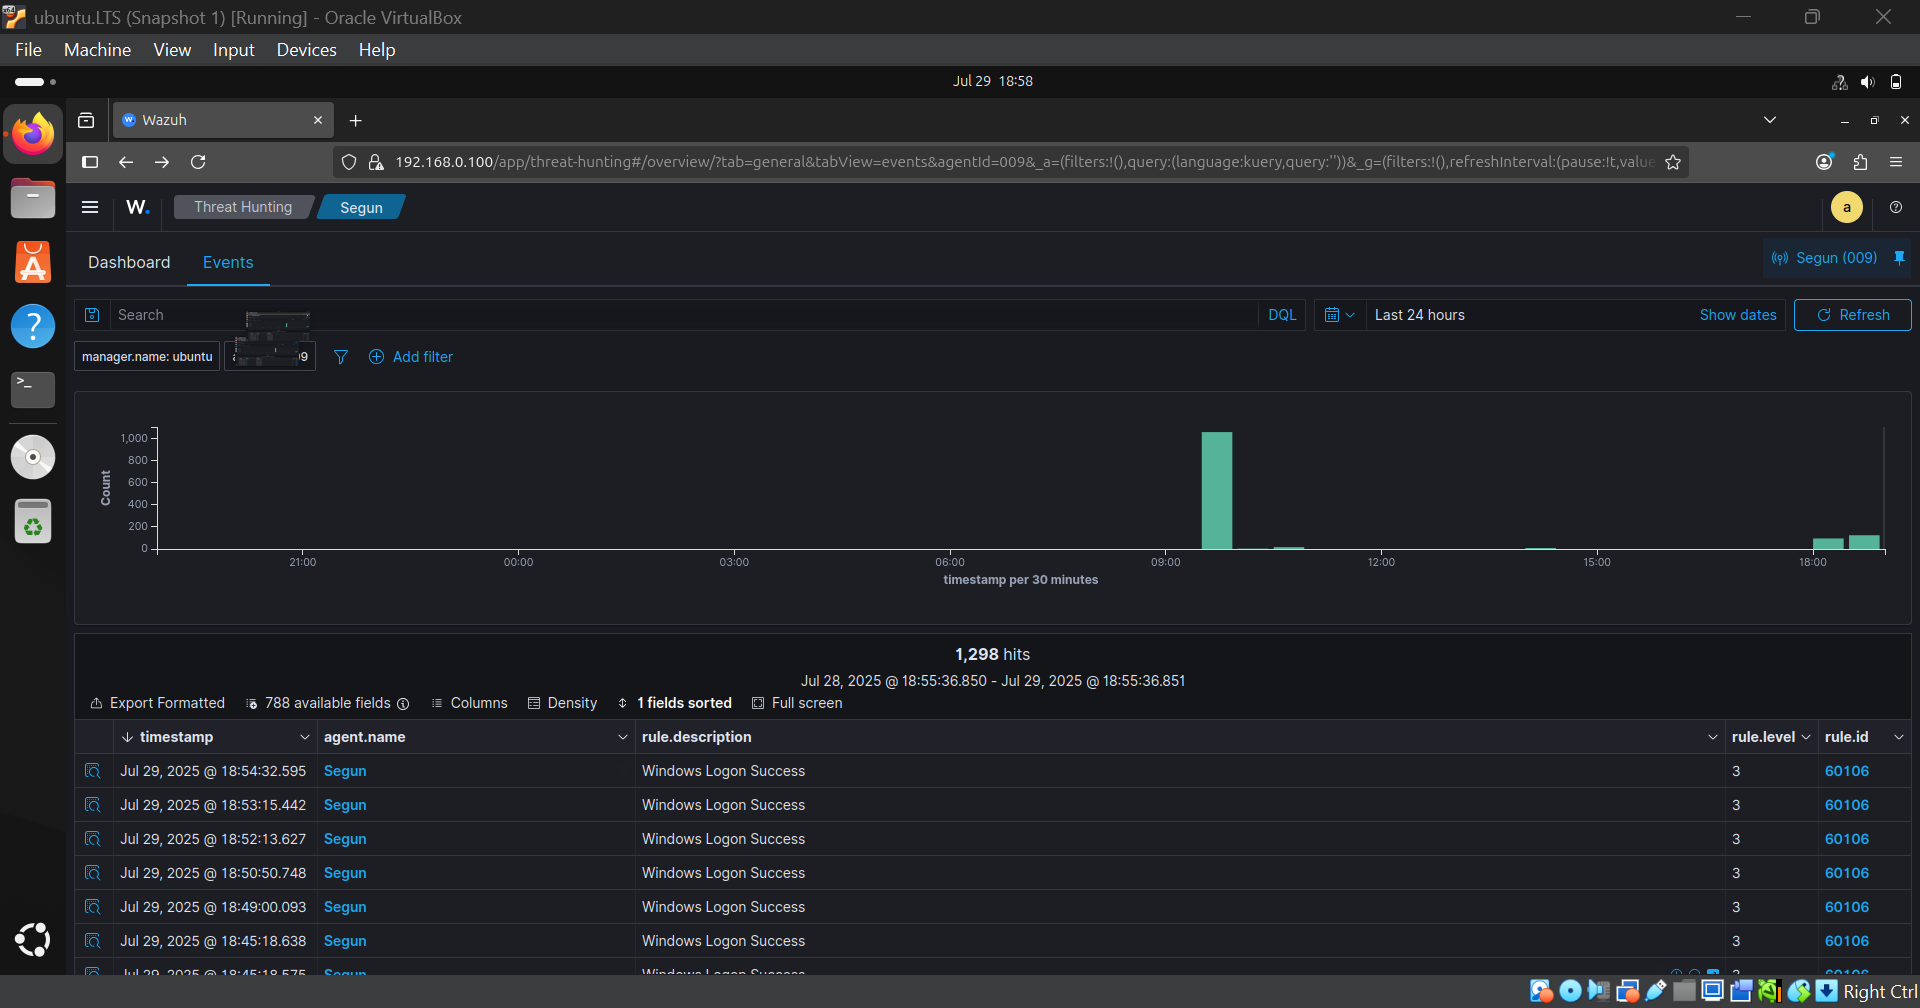 ubuntu.LTS (Snapshot 1) [Running] - Oracle VirtualBox
File Machine View Input Devices Help
Jul 29 18:58
Wazuh
192.168.0.100/app/threat-hunting#/overview/?tab=general&tabView=events&agentId=009&_a=(filters:!(),query:(language:kuery,query:''))&_g=(filters:!(),refreshInterval:(pause:!t,value
W. Threat Hunting Segun a
Dashboard Events Segun (009)
Search DQL Last 24 hours Show dates Refresh
manager.name: ubuntu 9 Add filter
1,000
800
600
400
200
0
Count
21:00 00:00 03:00 06:00 09:00 12:00 15:00 18:00
timestamp per 30 minutes
1,298 hits
Jul 28, 2025 @ 18:55:36.850 - Jul 29, 2025 @ 18:55:36.851
Export Formatted 788 available fields Columns Density 1 fields sorted Full screen
timestamp agent.name rule.description rule.level rule.id
Jul 29, 2025 @ 18:54:32.595 Segun Windows Logon Success 3 60106
Jul 29, 2025 @ 18:53:15.442 Segun Windows Logon Success 3 60106
Jul 29, 2025 @ 18:52:13.627 Segun Windows Logon Success 3 60106
Jul 29, 2025 @ 18:50:50.748 Segun Windows Logon Success 3 60106
Jul 29, 2025 @ 18:49:00.093 Segun Windows Logon Success 3 60106
Jul 29, 2025 @ 18:45:18.638 Segun Windows Logon Success 3 60106
Jul 29, 2025 @ 18:45:18.575 Segun Windows Logon Success 3 60106
Right Ctrl